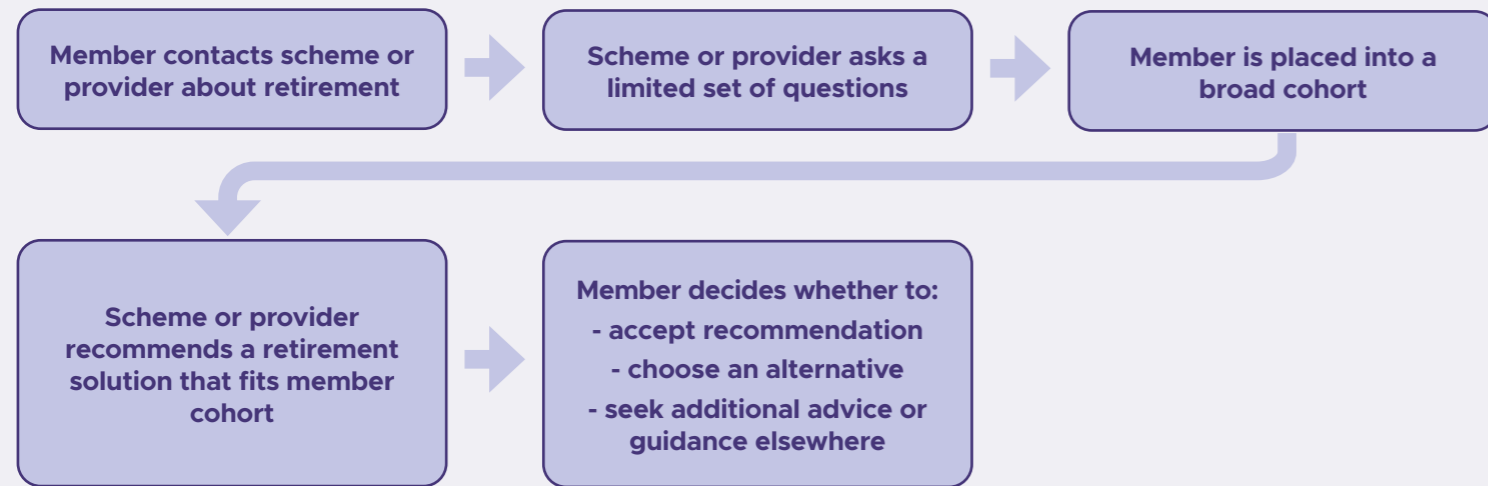 Member contacts scheme or
provider about retirement
Scheme or provider asks a
limited set of questions
Member is placed into a
broad cohort
Scheme or provider
recommends a retirement
solution that fits member
cohort
Member decides whether to:
- accept recommendation
- choose an alternative
- seek additional advice or
guidance elsewhere